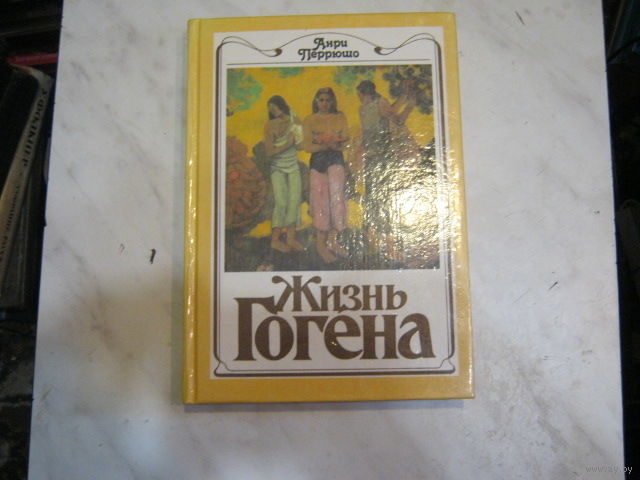 Анри
Перрюшо
Жизнь
Гогена